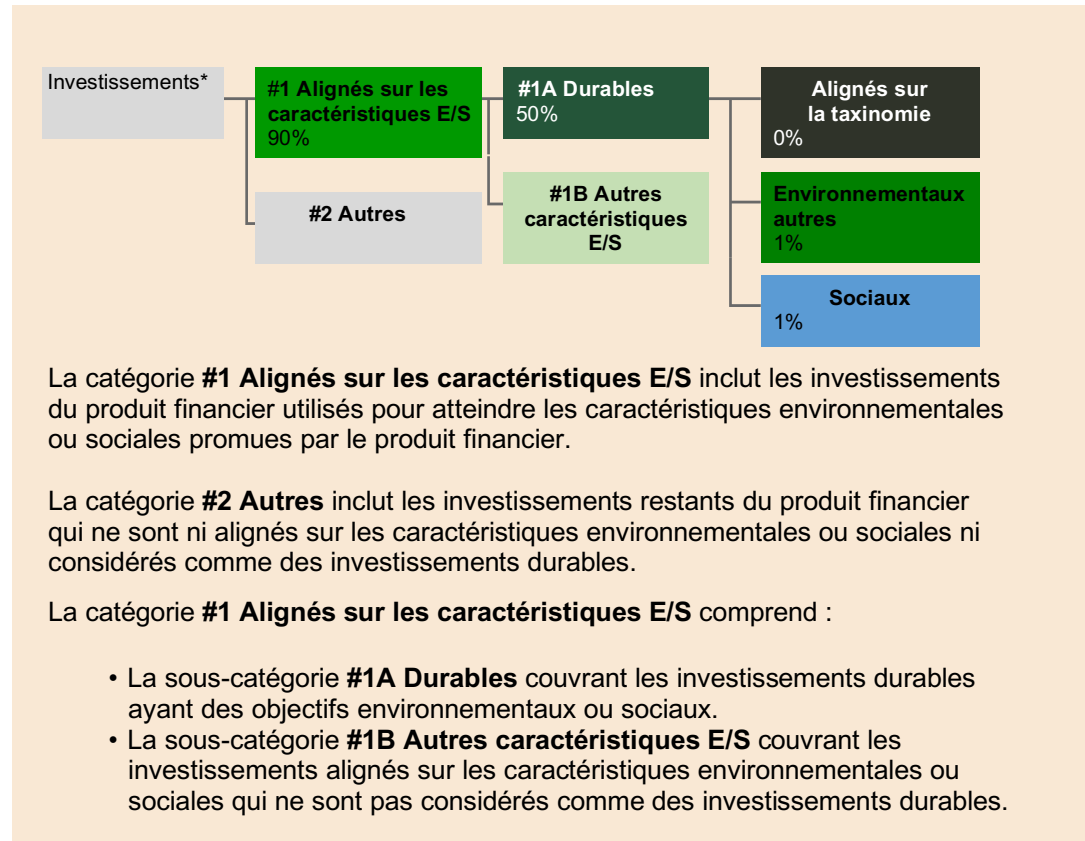 Investissements*
#1 Alignés sur les
caractéristiques E/S
90%
#2 Autres
#1A Durables
50%
#1B Autres
caractéristiques
E/S
Alignés sur
la taxinomie
0%
Environnementaux
autres
1%
Sociaux
1%
La catégorie #1 Alignés sur les caractéristiques E/S inclut les investissements
du produit financier utilisés pour atteindre les caractéristiques environnementales
ou sociales promues par le produit financier.
La catégorie #2 Autres inclut les investissements restants du produit financier
qui ne sont ni alignés sur les caractéristiques environnementales ou sociales ni
considérés comme des investissements durables.
La catégorie #1 Alignés sur les caractéristiques E/S comprend :
• La sous-catégorie #1A Durables couvrant les investissements durables
ayant des objectifs environnementaux ou sociaux.
• La sous-catégorie #1B Autres caractéristiques E/S couvrant les
investissements alignés sur les caractéristiques environnementales ou
sociales qui ne sont pas considérés comme des investissements durables.